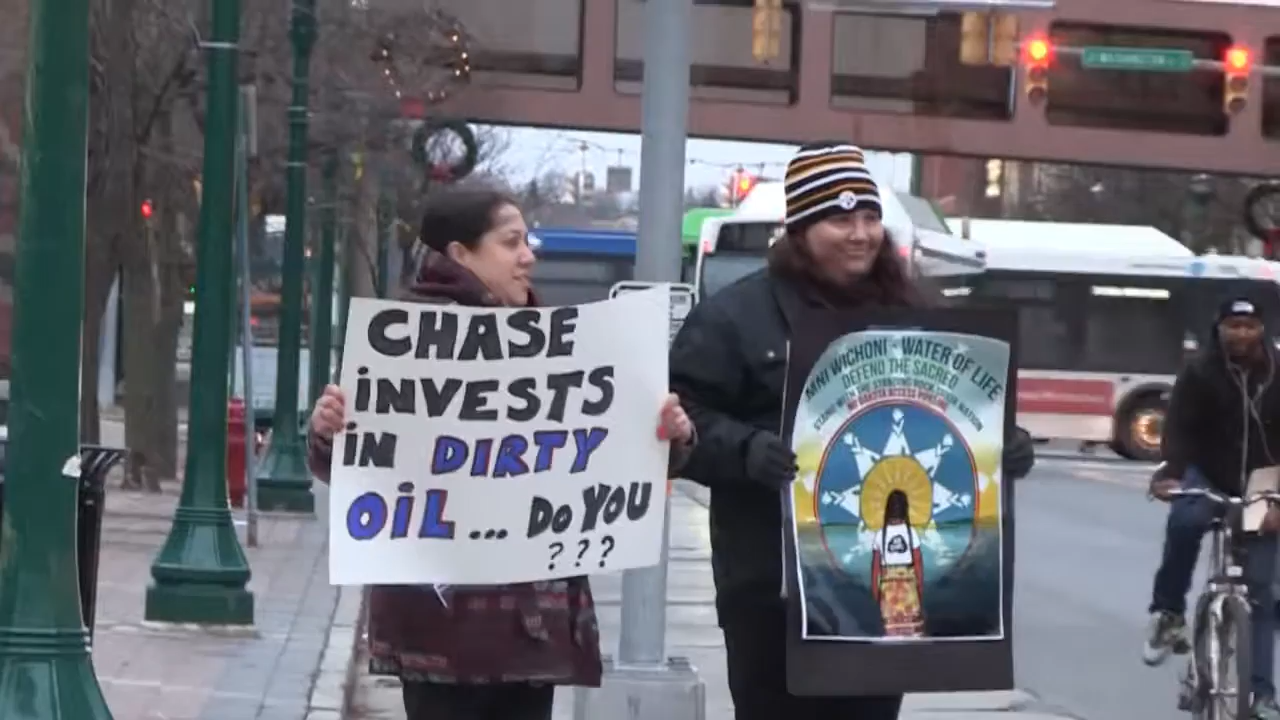 WASHINGTON
CHASE
iNVESTS
iN DIRTY
OiL... Do YOU
???
MNI WICHONI - WATER OF LIFE
DEFEND THE SACRED
STAND WITH THE STANDING ROCK NATION
NO DAKOTA ACCESS PIPELINE